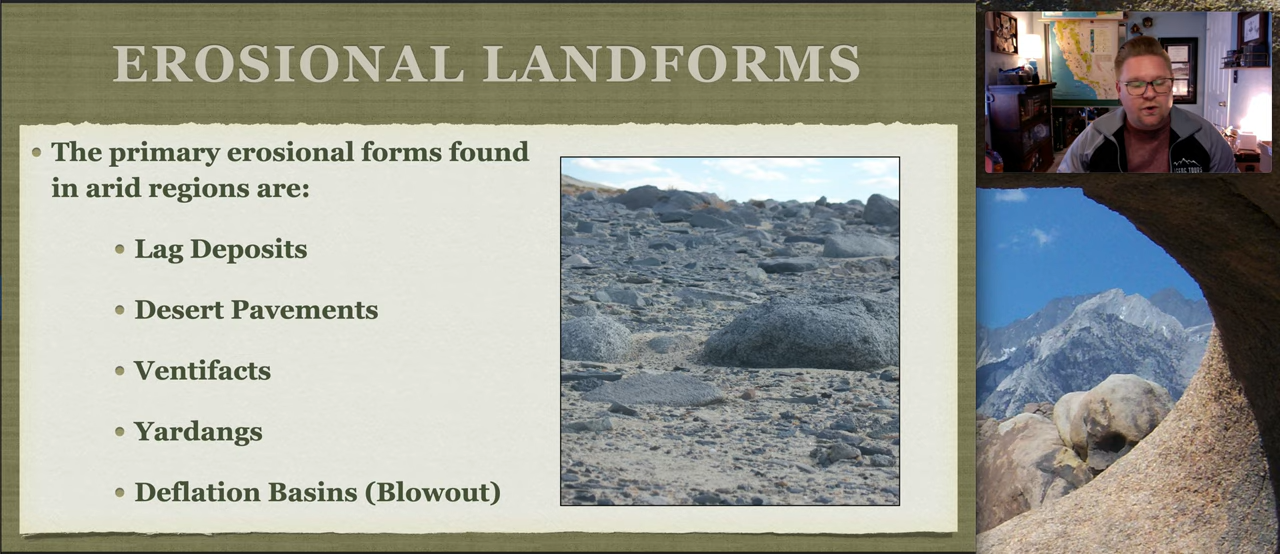 EROSIONAL LANDFORMS
The primary erosional forms found
in arid regions are:
Lag Deposits
Desert Pavements
Ventifacts
Yardangs
Deflation Basins (Blowout)